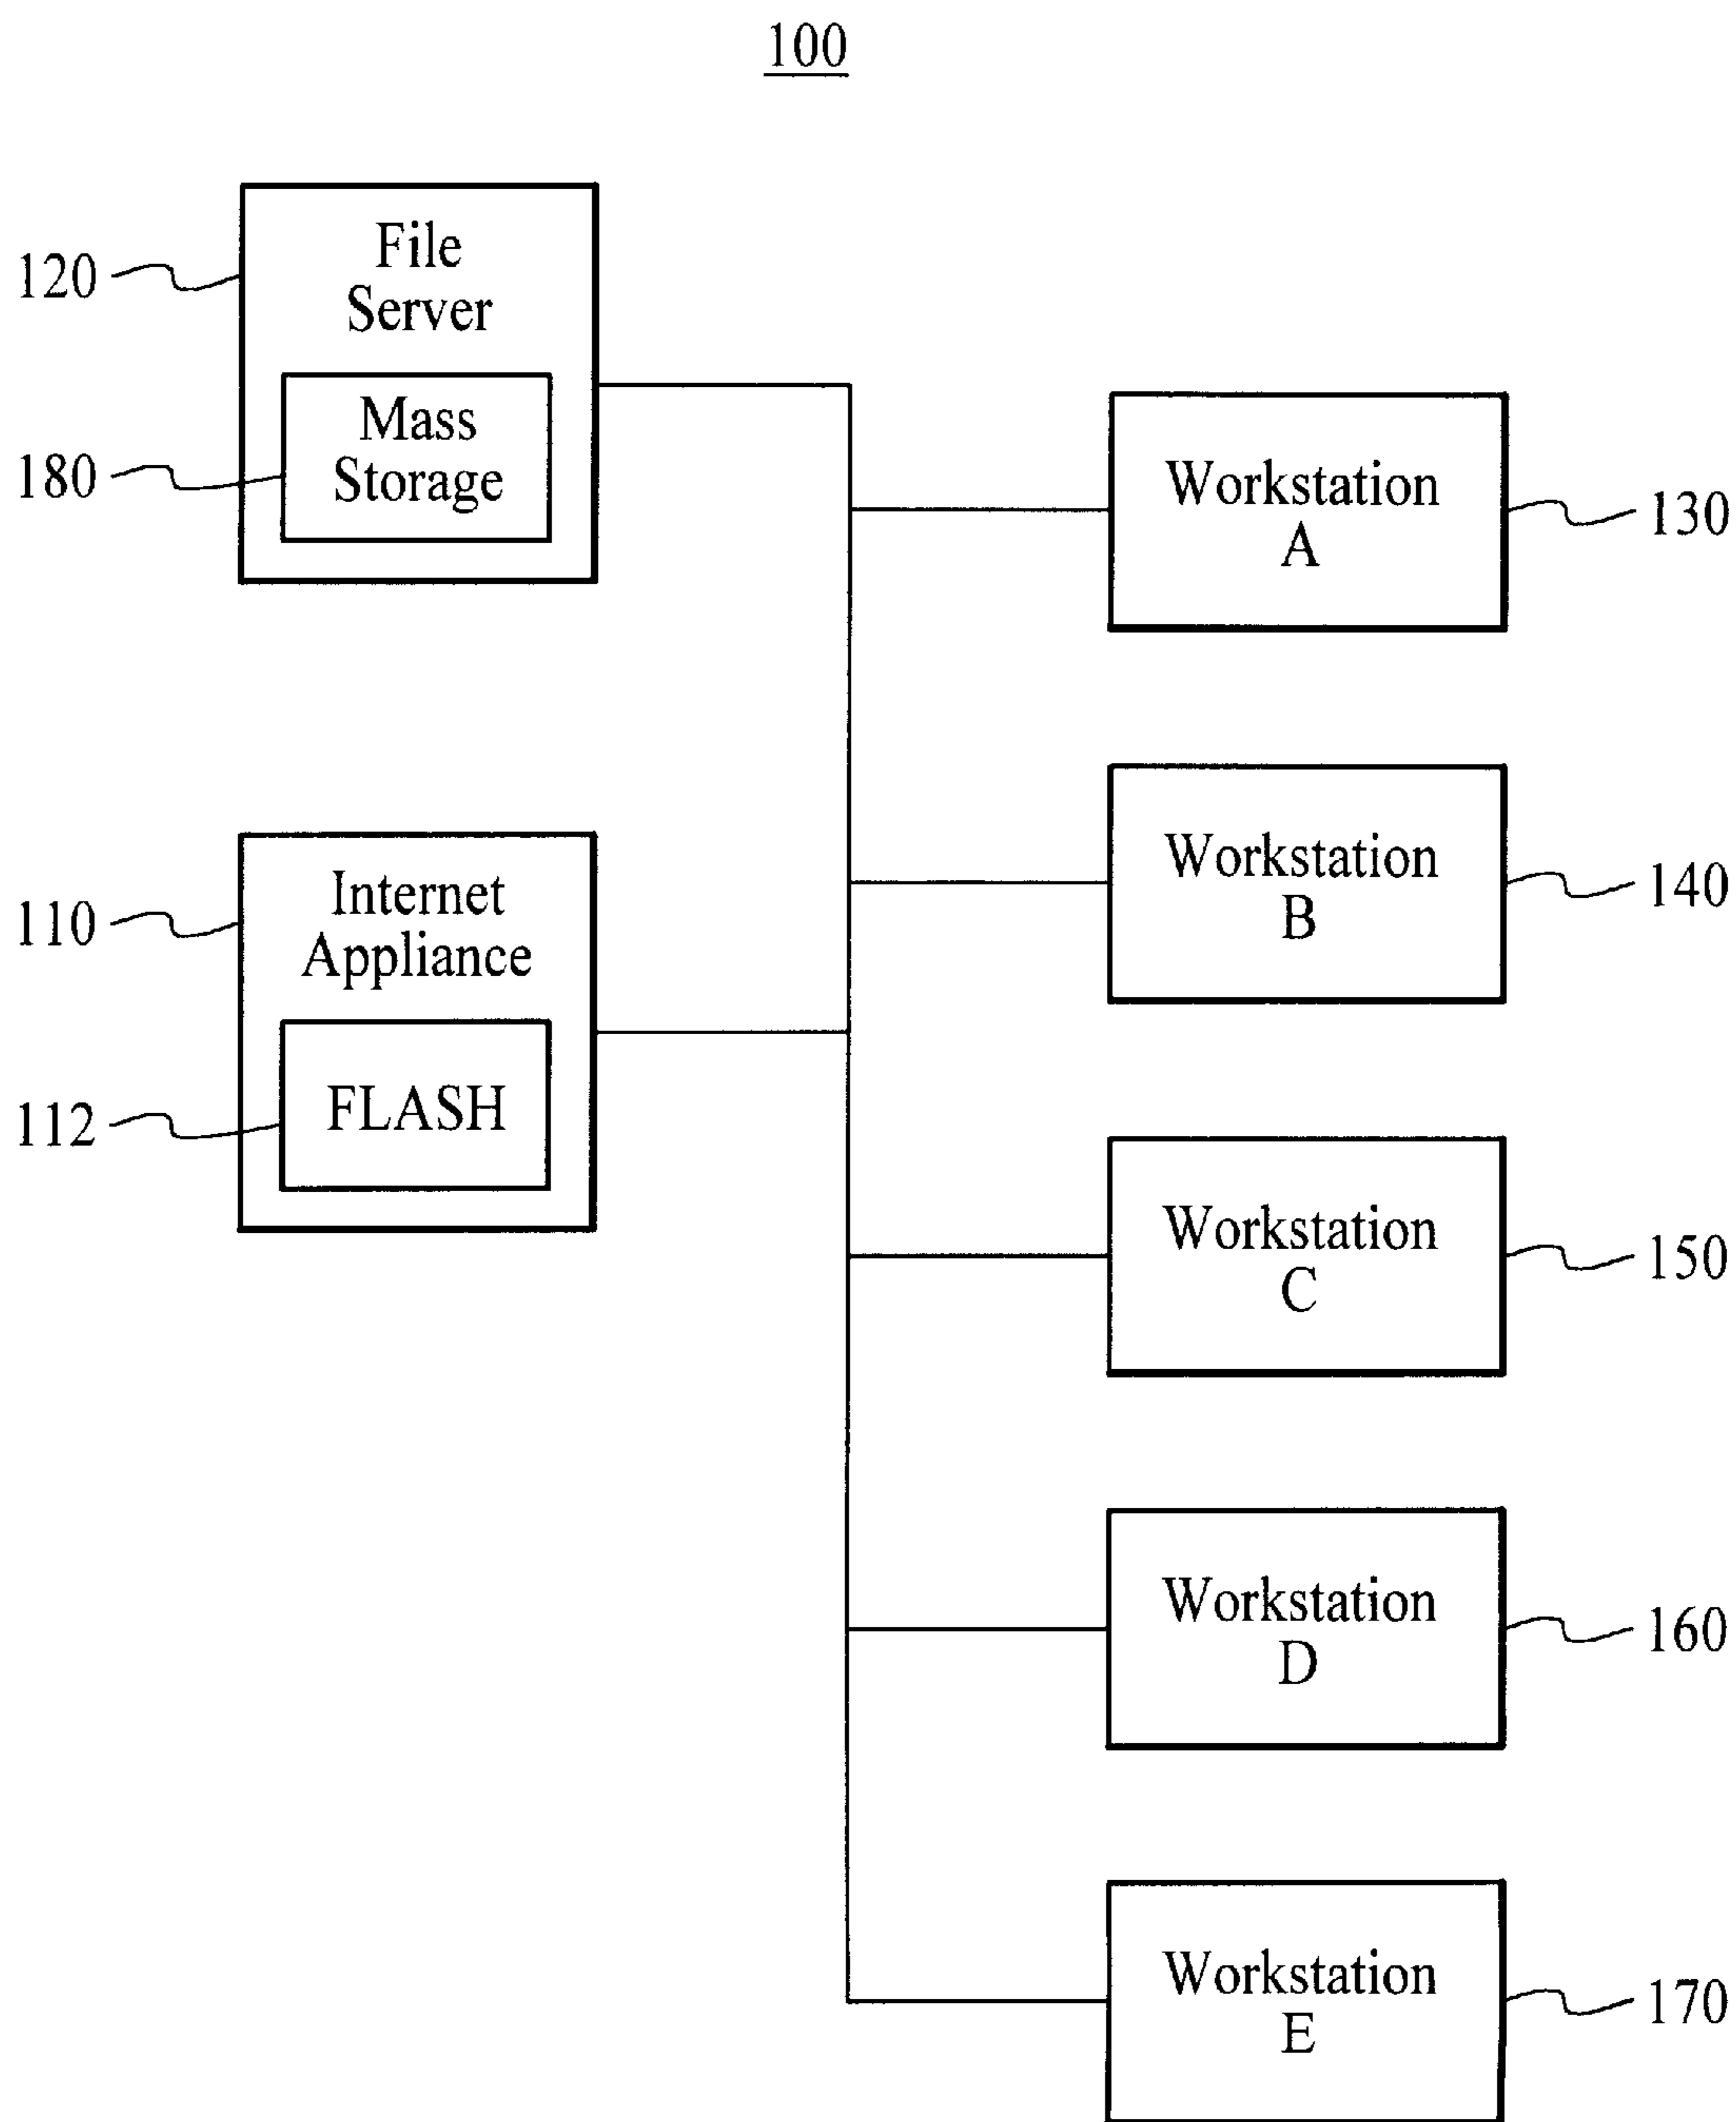 100
File
Server
120
Mass
Storage
180
Workstation
A
130
Workstation
B
140
Internet
Appliance
110
FLASH
112
Workstation
C
150
Workstation
D
160
Workstation
E
170